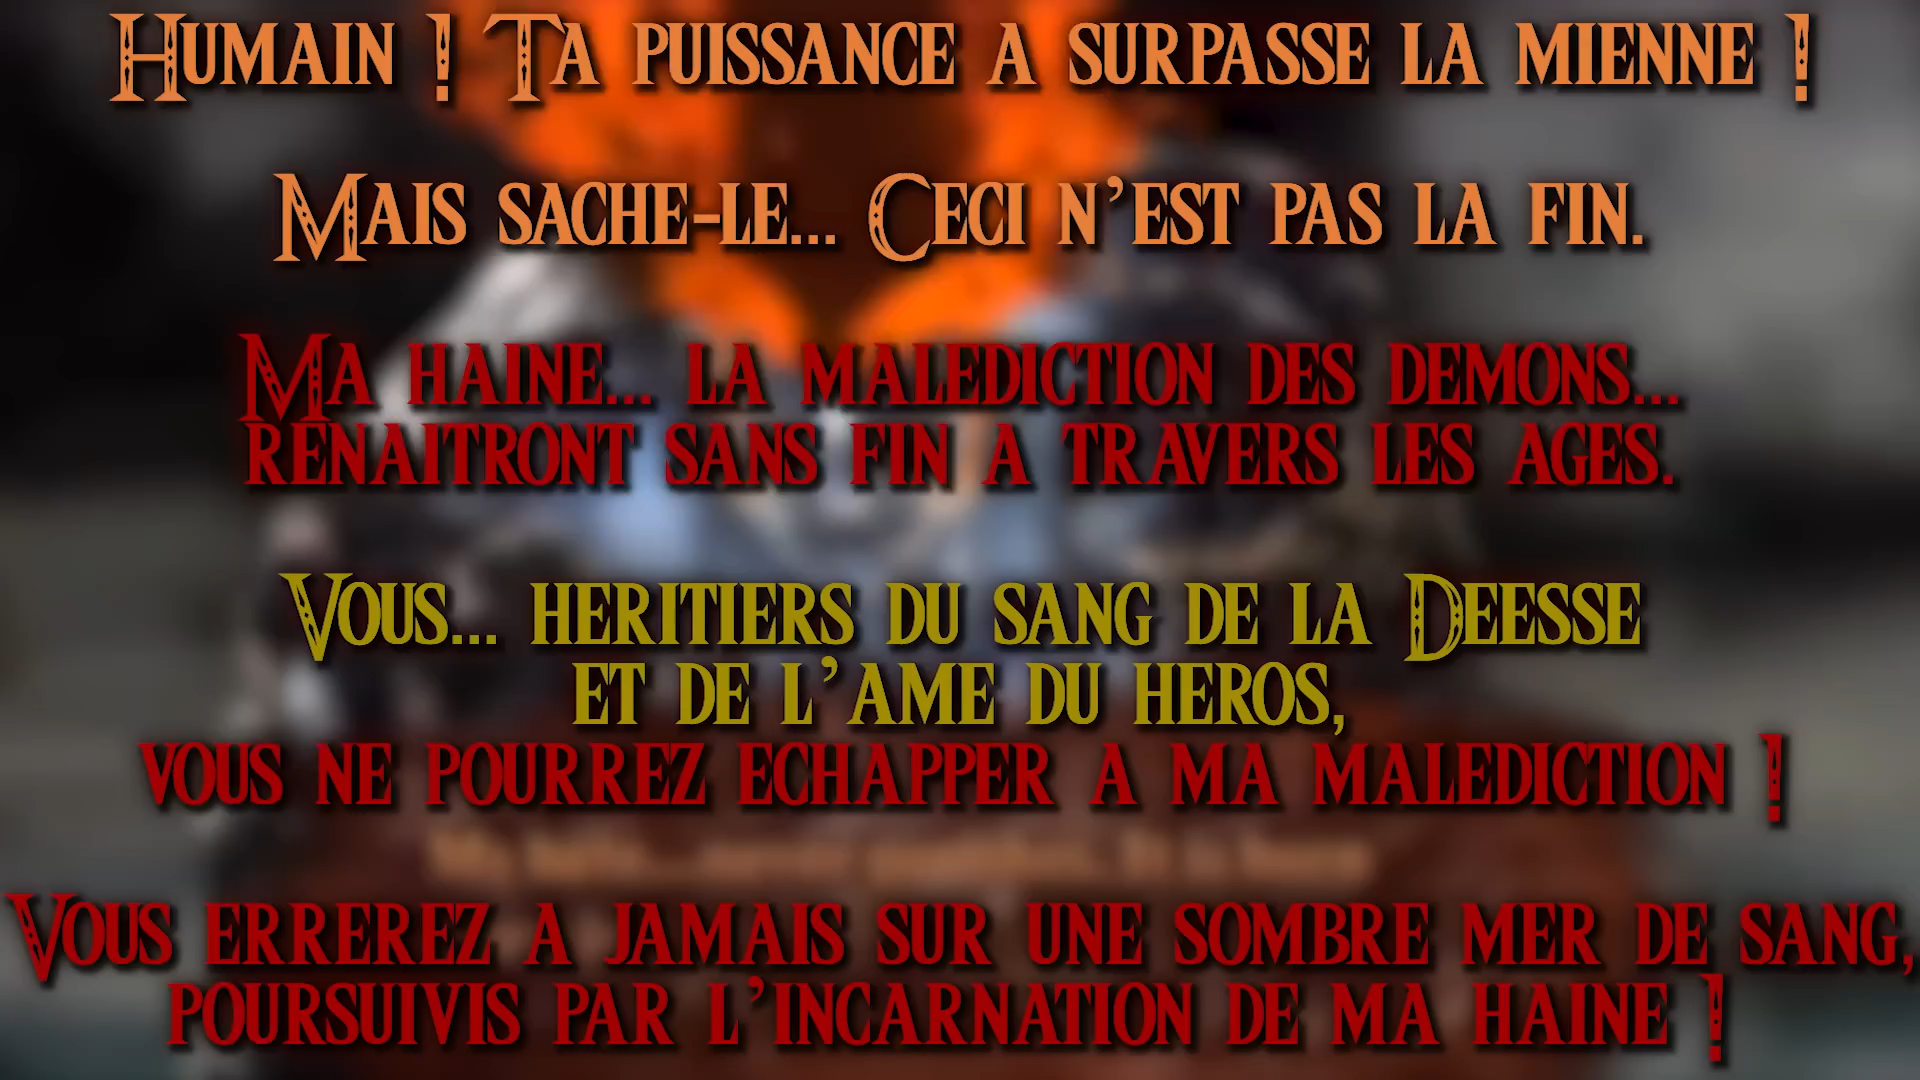 Humain ! Ta puissance a surpasse la mienne !
Mais sache-le... Ceci n'est pas la fin.
Ma haine... la malediction des demons...
renaitront sans fin a travers les ages.
Vous... heritiers du sang de la Deesse
et de l'ame du heros,
vous ne pourrez echapper a ma malediction !
Vous errerez a jamais sur une sombre mer de sang,
poursuivis par l'incarnation de ma haine !